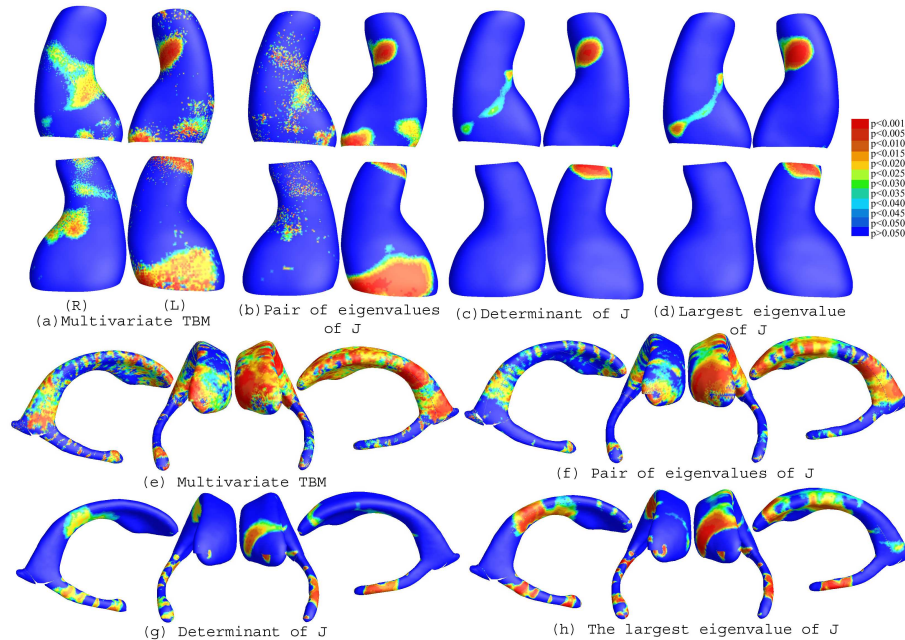 p<0.001
p<0.005
p<0.010
p<0.015
p<0.020
p<0.025
p<0.030
p<0.035
p<0.040
p<0.045
p<0.050
p>0.050
(R) (L)
(a)Multivariate TBM
(b)Pair of eigenvalues
of J
(c)Determinant of J
(d)Largest eigenvalue
of J
(e) Multivariate TBM
(f) Pair of eigenvalues of J
(g) Determinant of J
(h) The largest eigenvalue of J